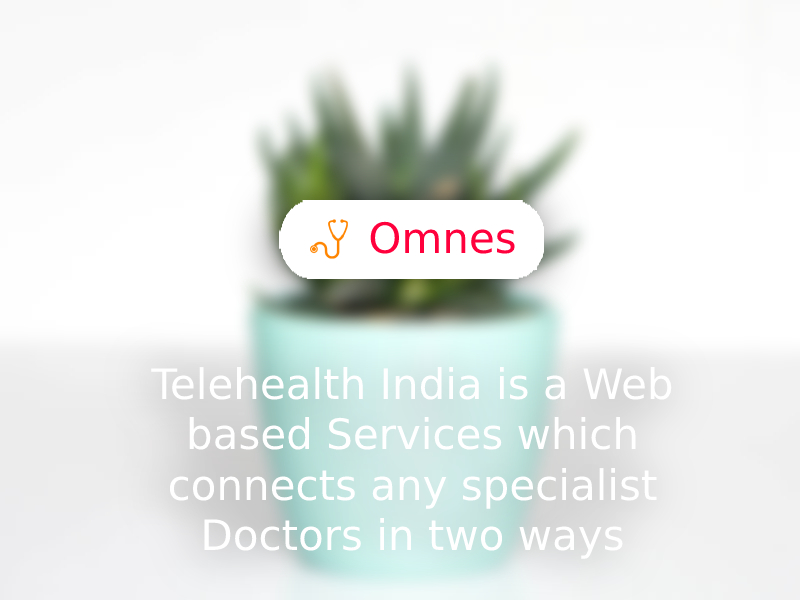 Omnes
Telehealth India is a Web
based Services which
connects any specialist
Doctors in two ways